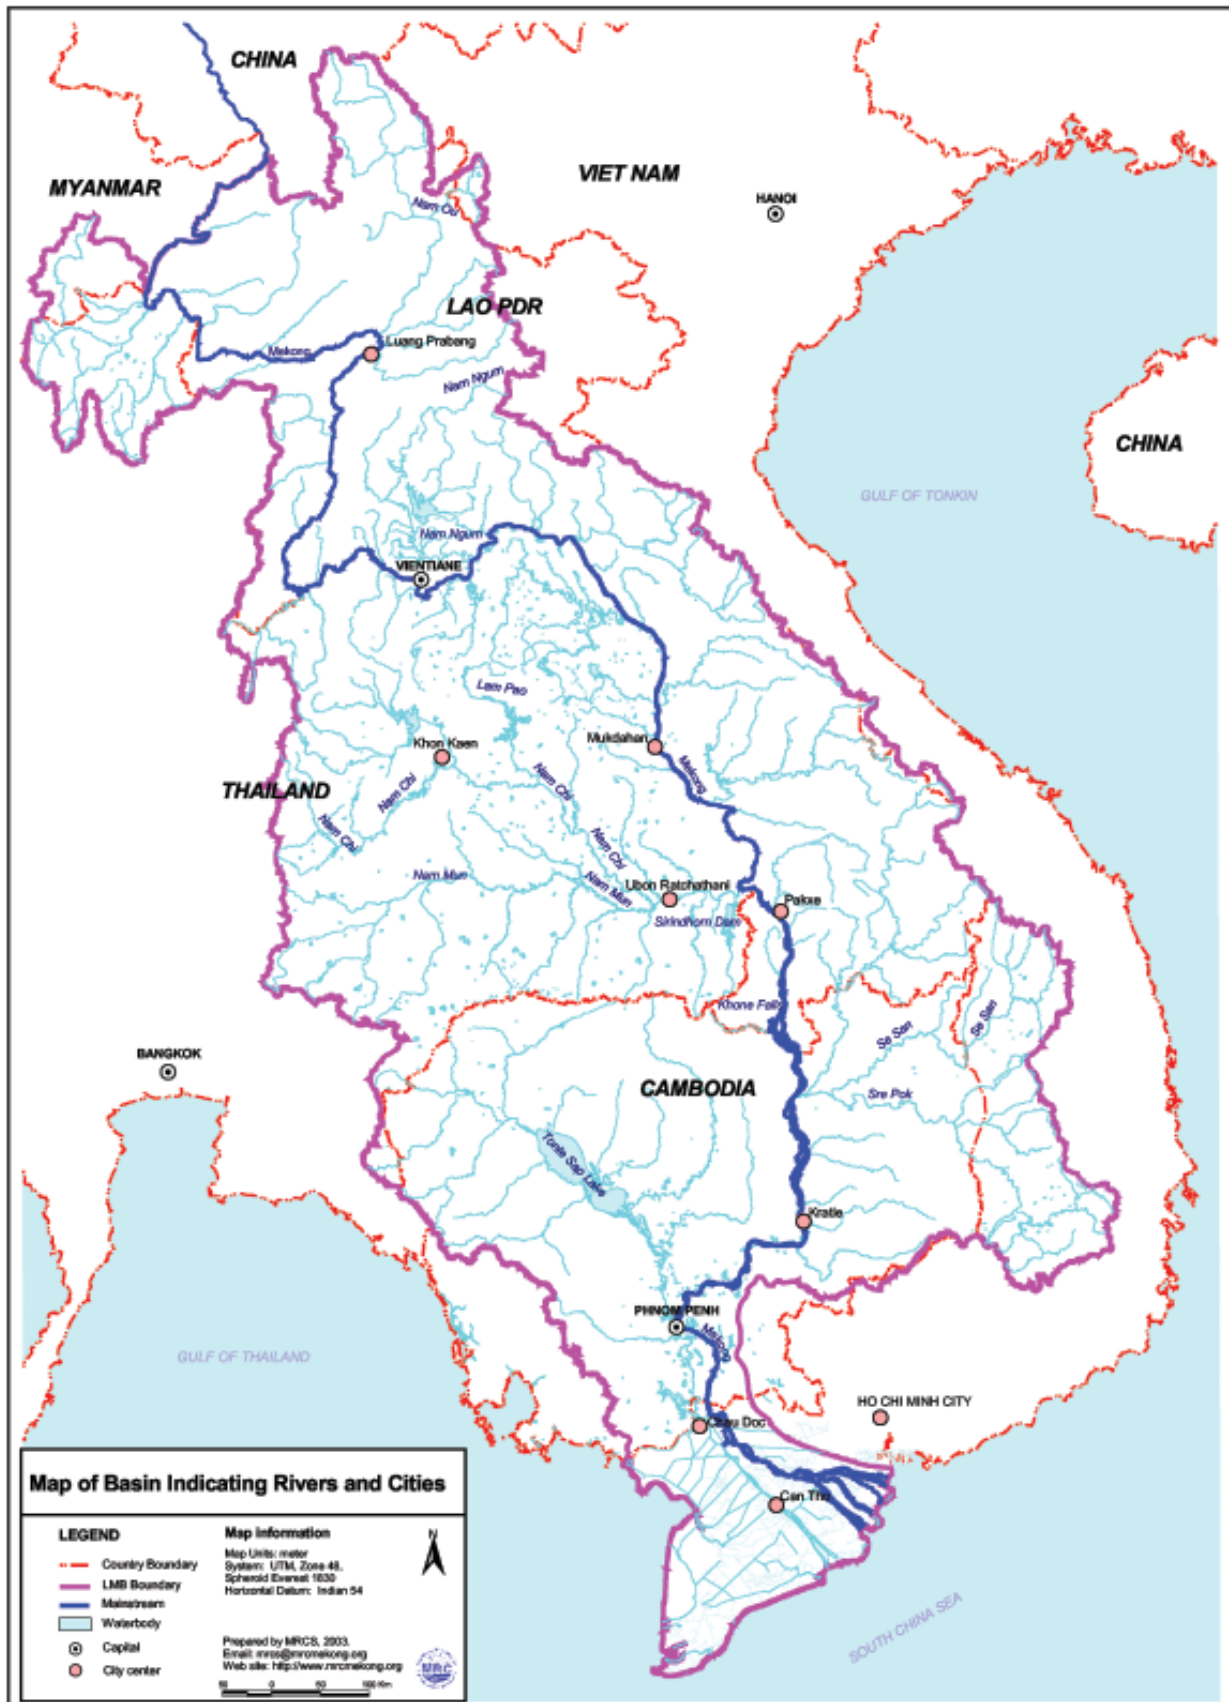 CHINA
VIET NAM
MYANMAR
HANOI
Nam Ou
LAO PDR
Luang Prabang
Mekong
Nam Ngum
CHINA
GULF OF TONKIN
Nam Ngum
VIENTIANE
Lam Pao
Mukdahan
Khon Kaen
Mekong
THAILAND
Nam Chi
Nam Chi
Nam Chi
Nam Chi
Nam Mun
Nam Mun
Ubon Ratchathani
Pakxe
Sirindhorn Dam
Khone Falls
Se San
Se San
BANGKOK
CAMBODIA
Sre Pok
Tonle Sap Lake
Kratie
PHNOM PENH
Mekong
GULF OF THAILAND
HO CHI MINH CITY
Chau Doc
Can Tho
SOUTH CHINA SEA
Map of Basin Indicating Rivers and Cities
LEGEND
Country Boundary
LMB Boundary
Mainstream
Waterbody
Capital
City center
Map information
Map Units: meter
System: UTM, Zone 48,
Spheroid Everest 1830
Horizontal Datum: Indian 54
N
Prepared by MRCS, 2003.
Email: mrcs@mrcmekong.org
Web site: http://www.mrcmekong.org
MRC
50 0 50 100 Km